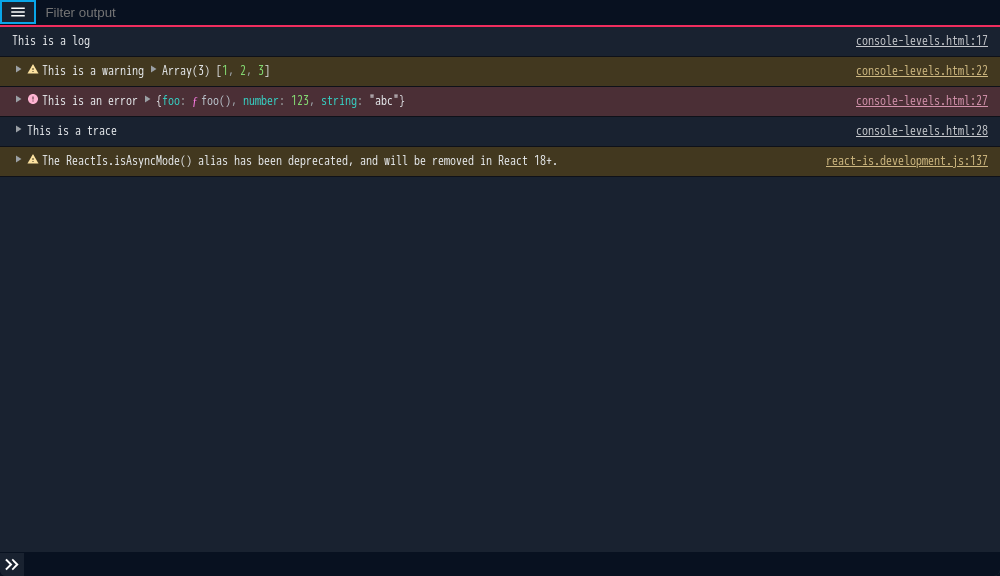 Filter output
This is a log console-levels.html:17
This is a warning Array(3) [1, 2, 3] console-levels.html:22
This is an error {foo: ƒ foo(), number: 123, string: "abc"} console-levels.html:27
This is a trace console-levels.html:28
The ReactIs.isAsyncMode() alias has been deprecated, and will be removed in React 18+. react-is.development.js:137